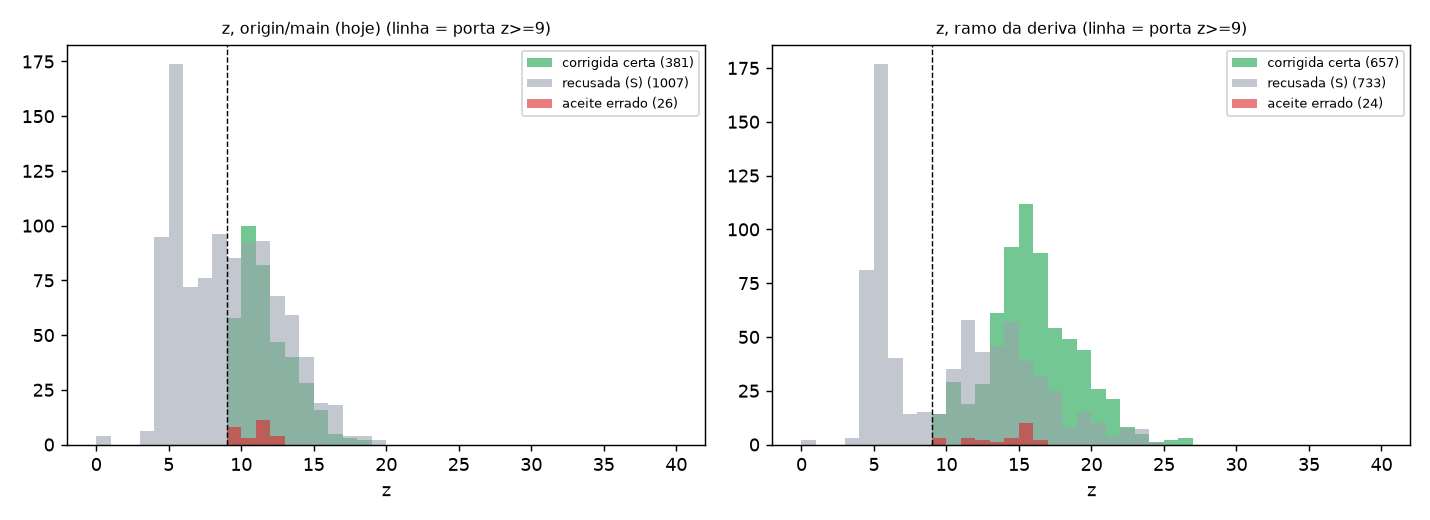 z, origin/main (hoje) (linha = porta z>=9)
175
150
125
100
75
50
25
0
corrigida certa (381)
recusada (S) (1007)
aceite errado (26)
0 5 10 15 20 25 30 35 40
z
z, ramo da deriva (linha = porta z>=9)
175
150
125
100
75
50
25
0
corrigida certa (657)
recusada (S) (733)
aceite errado (24)
0 5 10 15 20 25 30 35 40
z